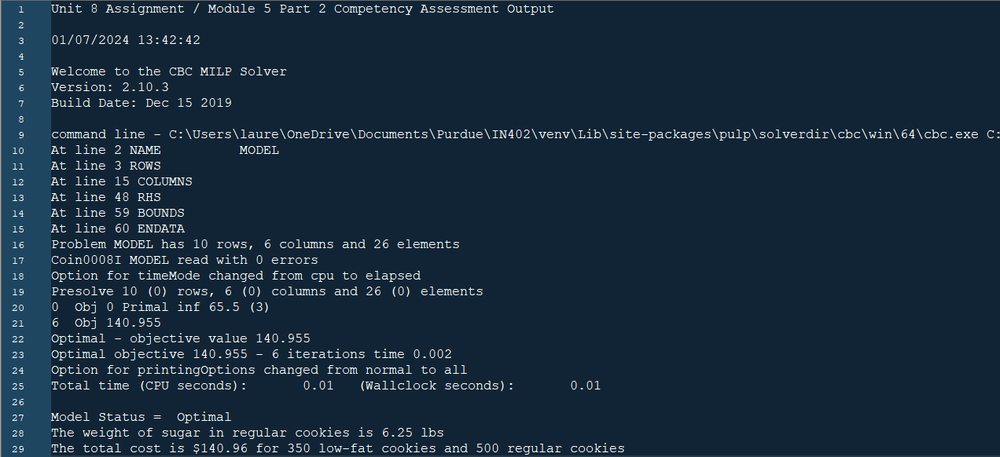 1 Unit 8 Assignment / Module 5 Part 2 Competency Assessment Output
2
3 01/07/2024 13:42:42
4
5 Welcome to the CBC MILP Solver
6 Version: 2.10.3
7 Build Date: Dec 15 2019
8
9 command line - C:\Users\laure\OneDrive\Documents\Purdue\IN402\venv\Lib\site-packages\pulp\solverdir\cbc\win\64\cbc.exe C:
10 At line 2 NAME          MODEL
11 At line 3 ROWS
12 At line 15 COLUMNS
13 At line 48 RHS
14 At line 59 BOUNDS
15 At line 60 ENDATA
16 Problem MODEL has 10 rows, 6 columns and 26 elements
17 Coin0008I MODEL read with 0 errors
18 Option for timeMode changed from cpu to elapsed
19 Presolve 10 (0) rows, 6 (0) columns and 26 (0) elements
20 0  Obj 0 Primal inf 65.5 (3)
21 6  Obj 140.955
22 Optimal - objective value 140.955
23 Optimal objective 140.955 - 6 iterations time 0.002
24 Option for printingOptions changed from normal to all
25 Total time (CPU seconds):       0.01   (Wallclock seconds):       0.01
26
27 Model Status =  Optimal
28 The weight of sugar in regular cookies is 6.25 lbs
29 The total cost is $140.96 for 350 low-fat cookies and 500 regular cookies